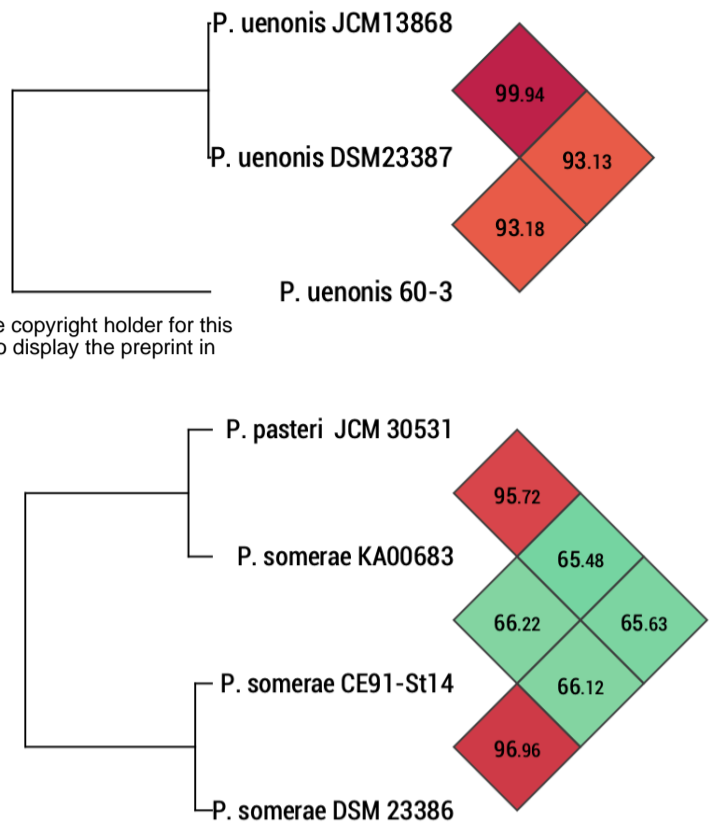 P. uenonis JCM13868
99.94
P. uenonis DSM23387
93.13
93.18
P. uenonis 60-3
e copyright holder for this
o display the preprint in
P. pasteri JCM 30531
95.72
P. somerae KA00683
65.48
66.22
65.63
P. somerae CE91-St14
66.12
96.96
P. somerae DSM 23386